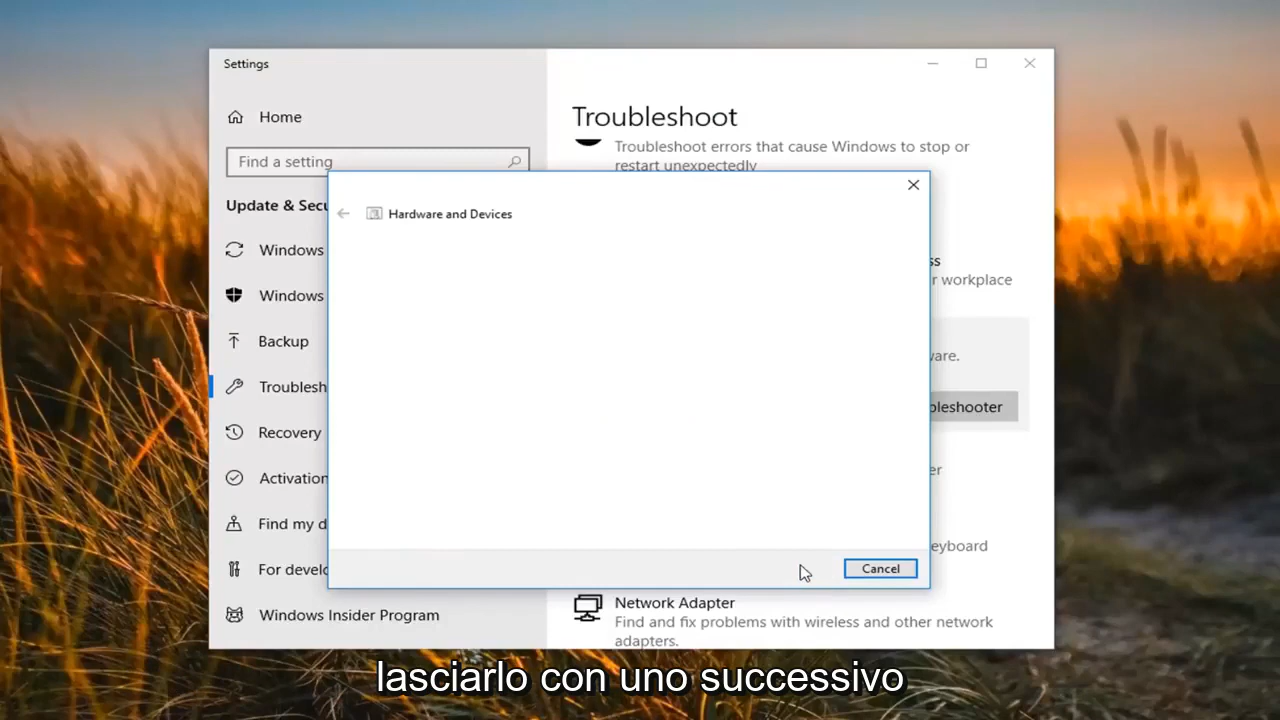 Settings
Home
Find a setting
Update & Secu
Windows
Windows
Backup
Troublesh
Recovery
Activation
Find my d
For develo
Windows Insider Program
Troubleshoot
Troubleshoot errors that cause Windows to stop or
restart unexpectedly
Hardware and Devices
Cancel
ss
r workplace
ware.
bleshooter
er
eyboard
Network Adapter
Find and fix problems with wireless and other network
adapters.
lasciarlo con uno successivo